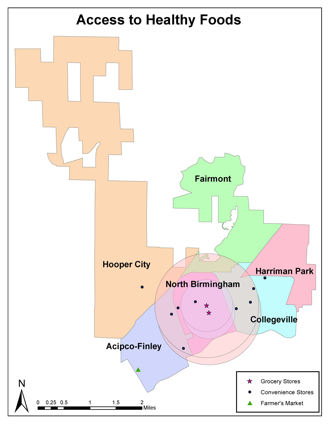 Access to Healthy Foods
Fairmont
Hooper City
Harriman Park
North Birmingham
Collegeville
Acipco-Finley
N
0 0.25 0.5 1 1.5 2
Miles
Grocery Stores
Convenience Stores
Farmer's Market